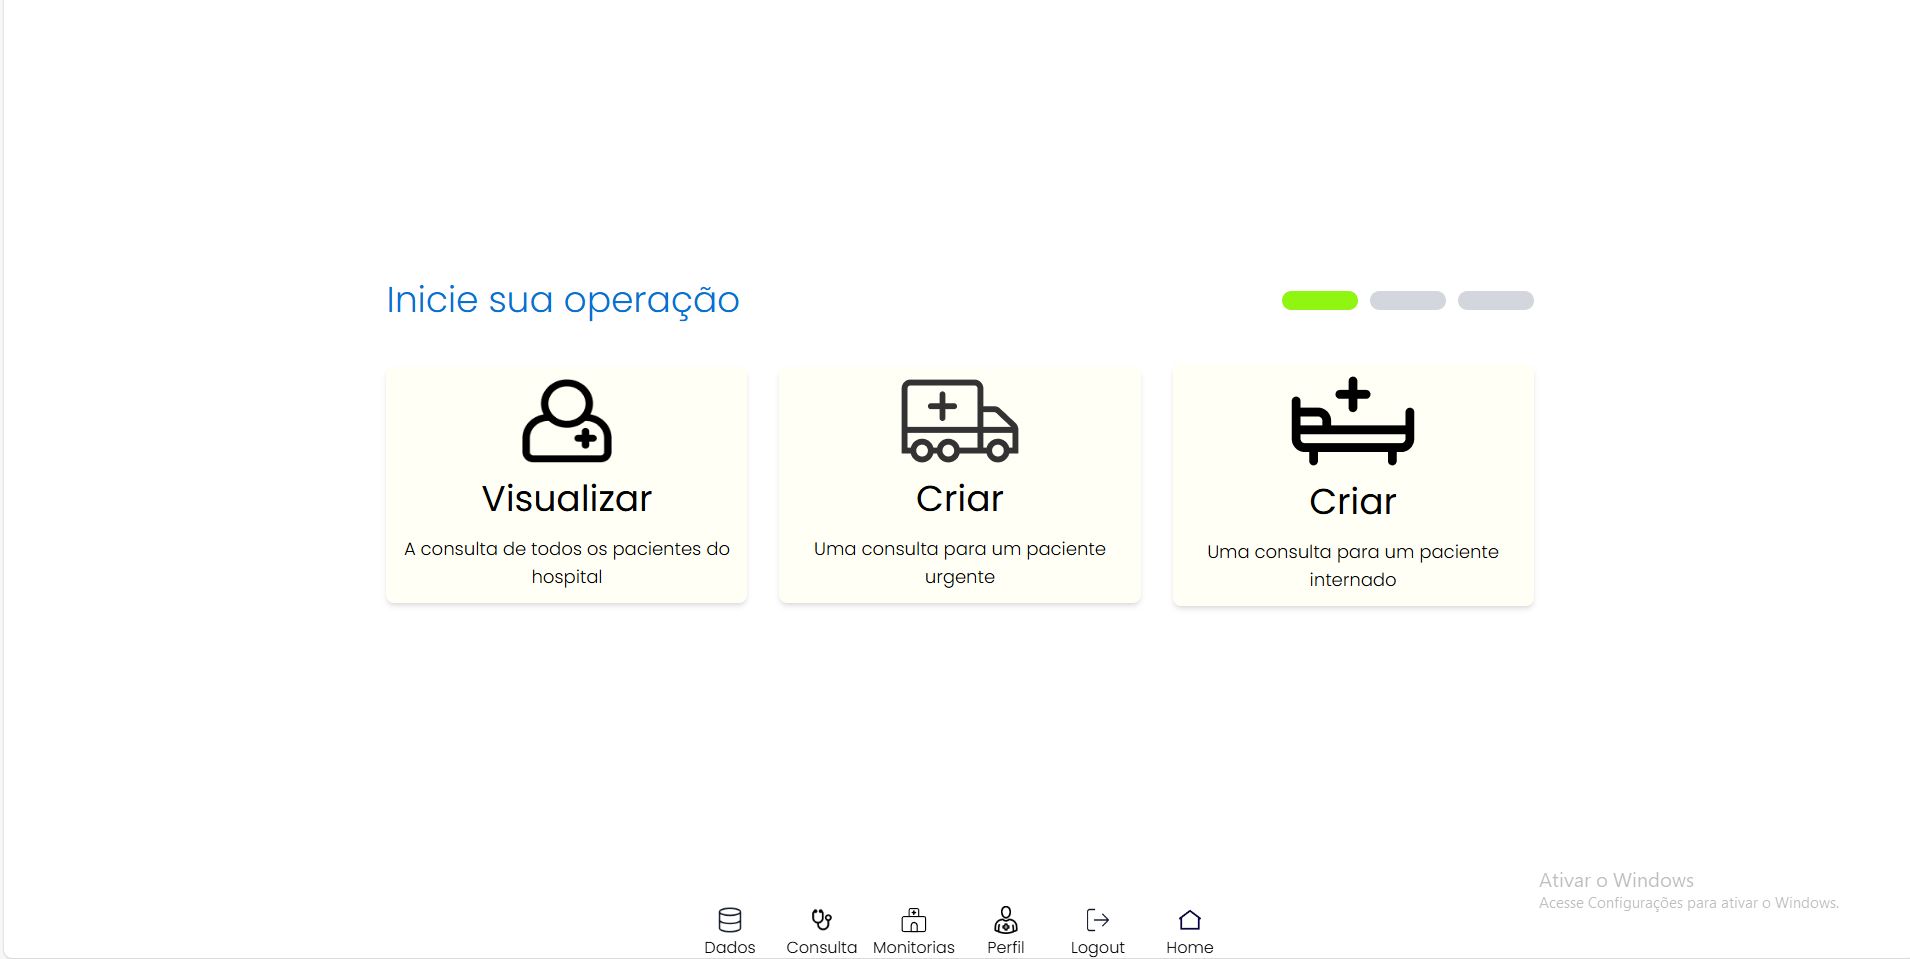 Inicie sua operação
Visualizar
A consulta de todos os pacientes do
hospital
Criar
Uma consulta para um paciente
urgente
Criar
Uma consulta para um paciente
internado
Ativar o Windows
Acesse Configurações para ativar o Windows.
Dados
Consulta
Monitorias
Perfil
Logout
Home